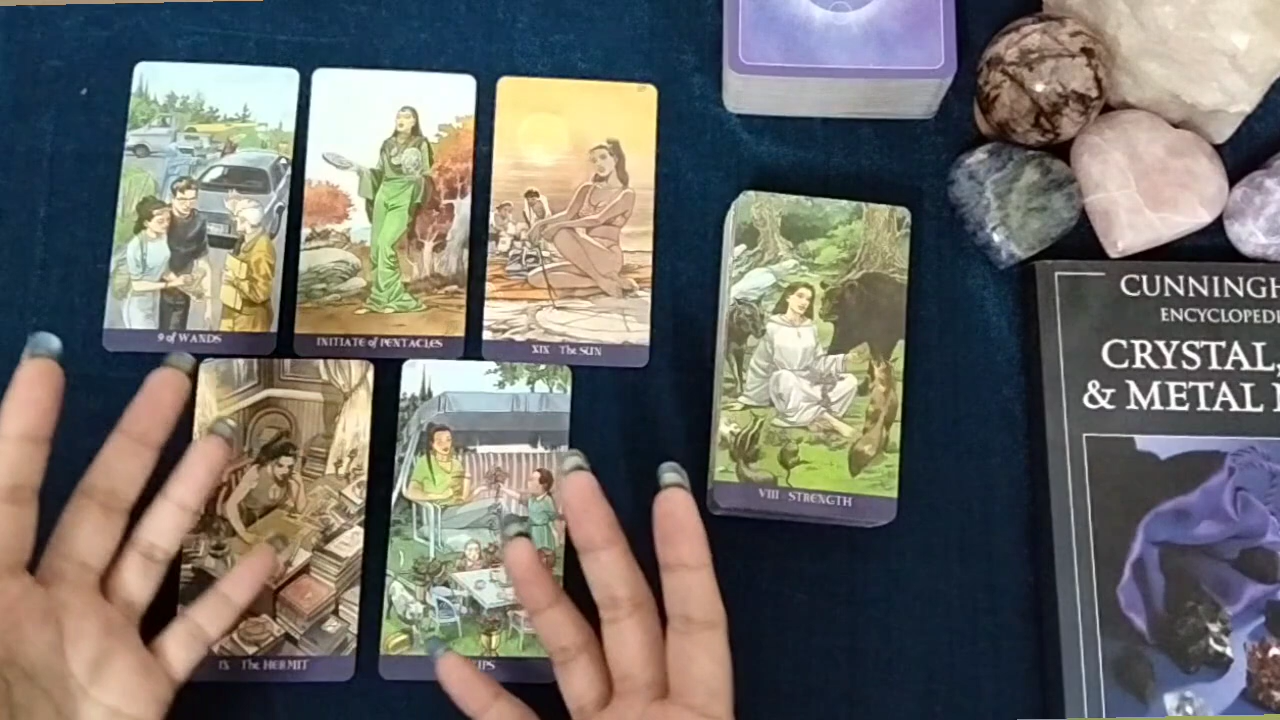 9 of WANDS
INITIATE of PENTACLES
XIX The SUN
IX The HERMIT
VIII STRENGTH
CUNNINGH
ENCYCLOPEDI
CRYSTAL,
& METAL